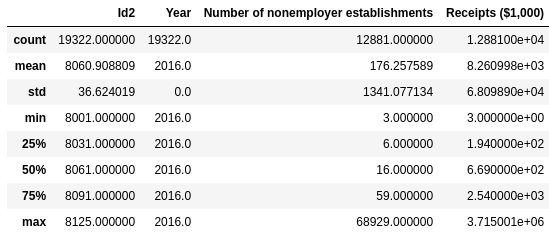 Id2 Year Number of nonemployer establishments Receipts ($1,000)
count 19322.000000 19322.0 12881.000000 1.288100e+04
mean 8060.908809 2016.0 176.257589 8.260998e+03
std 36.624019 0.0 1341.077134 6.809890e+04
min 8001.000000 2016.0 3.000000 3.000000e+00
25% 8031.000000 2016.0 6.000000 1.940000e+02
50% 8061.000000 2016.0 16.000000 6.690000e+02
75% 8091.000000 2016.0 59.000000 2.540000e+03
max 8125.000000 2016.0 68929.000000 3.715001e+06